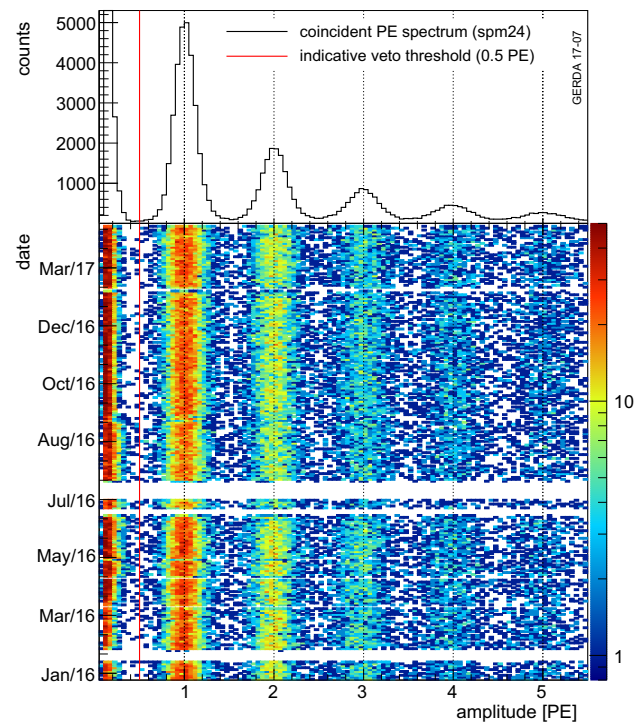 5000
4000
3000
2000
1000
counts
coincident PE spectrum (spm24)
indicative veto threshold (0.5 PE)
GERDA 17-07
date
Mar/17
Dec/16
Oct/16
Aug/16
Jul/16
May/16
Mar/16
Jan/16
10
1
1 2 3 4 5
amplitude [PE]